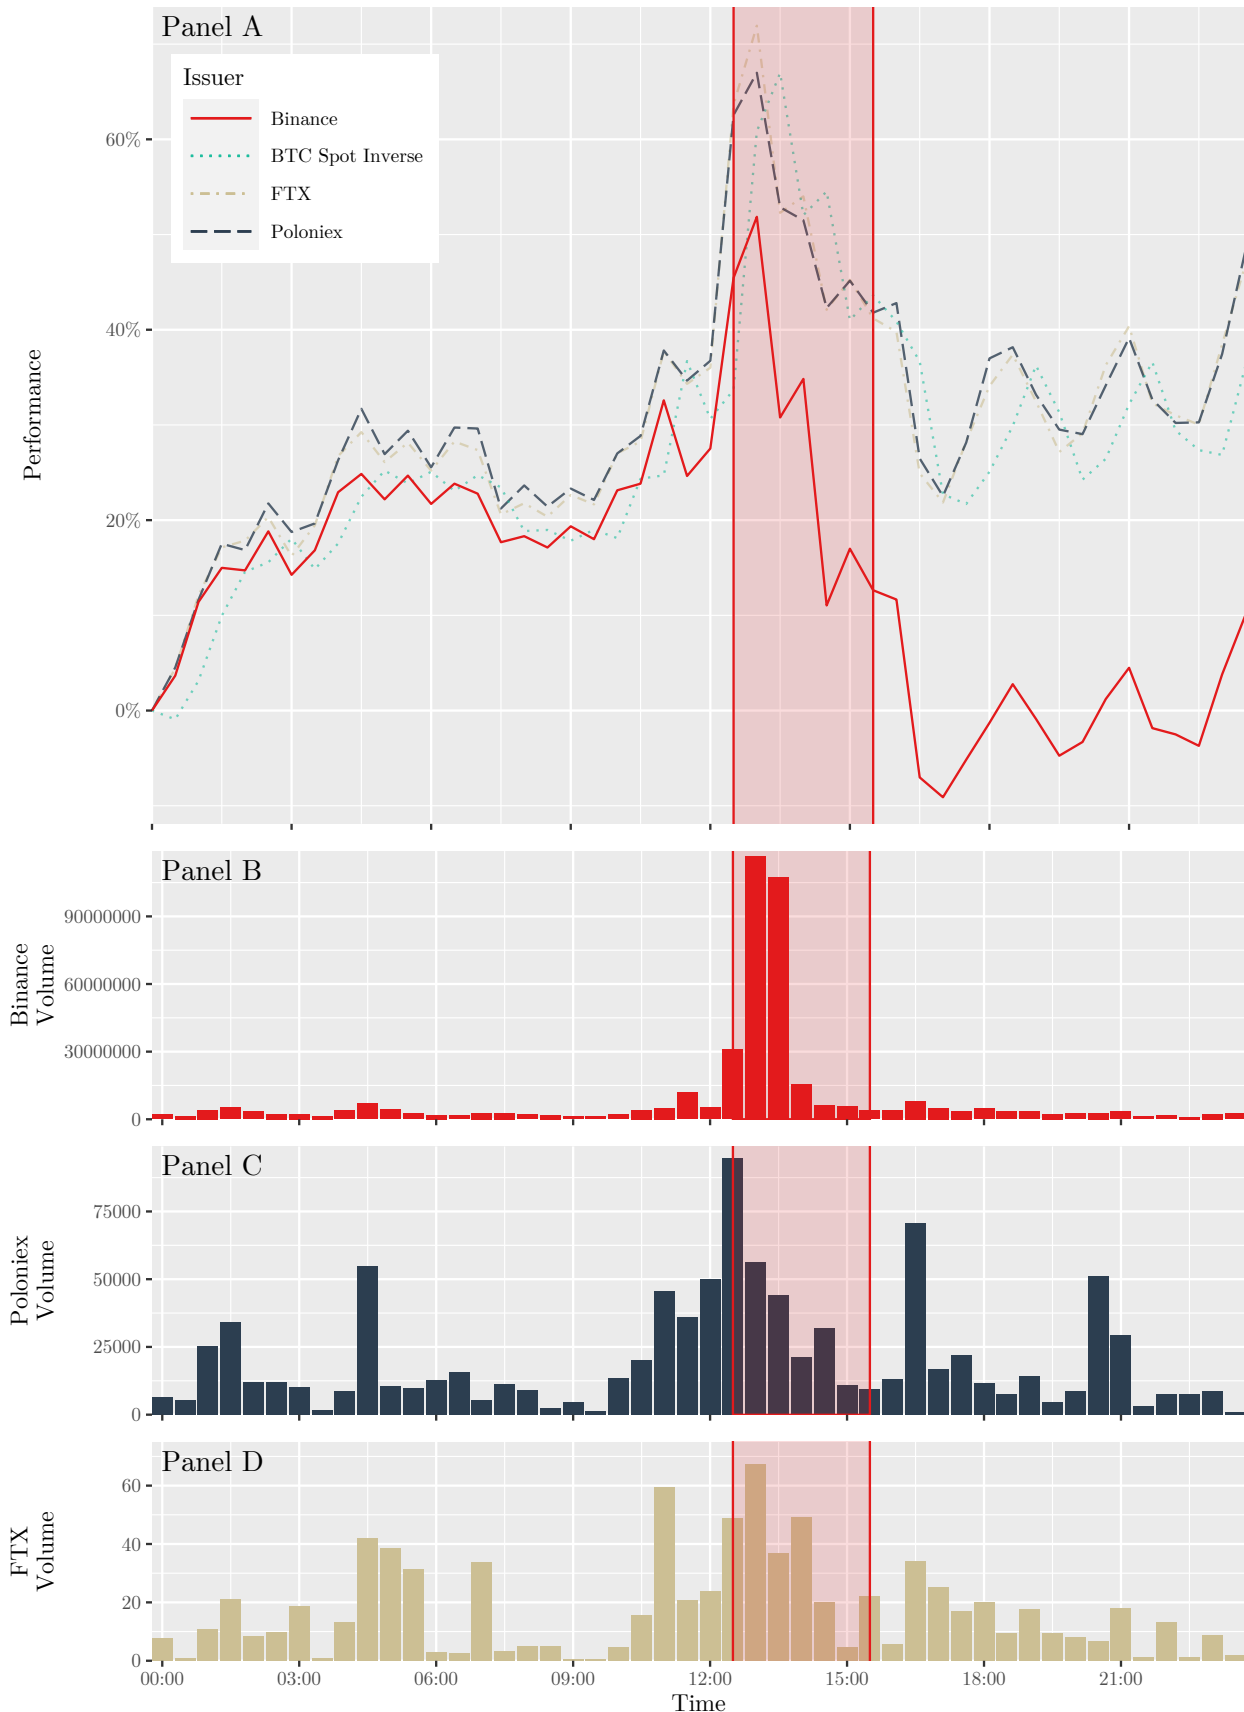 Panel A
Issuer
Binance
BTC Spot Inverse
FTX
Poloniex
60%
40%
20%
0%
Performance
Panel B
90000000
60000000
30000000
0
Binance
Volume
Panel C
75000
50000
25000
0
Poloniex
Volume
Panel D
60
40
20
0
FTX
Volume
00:00 03:00 06:00 09:00 12:00 15:00 18:00 21:00
Time